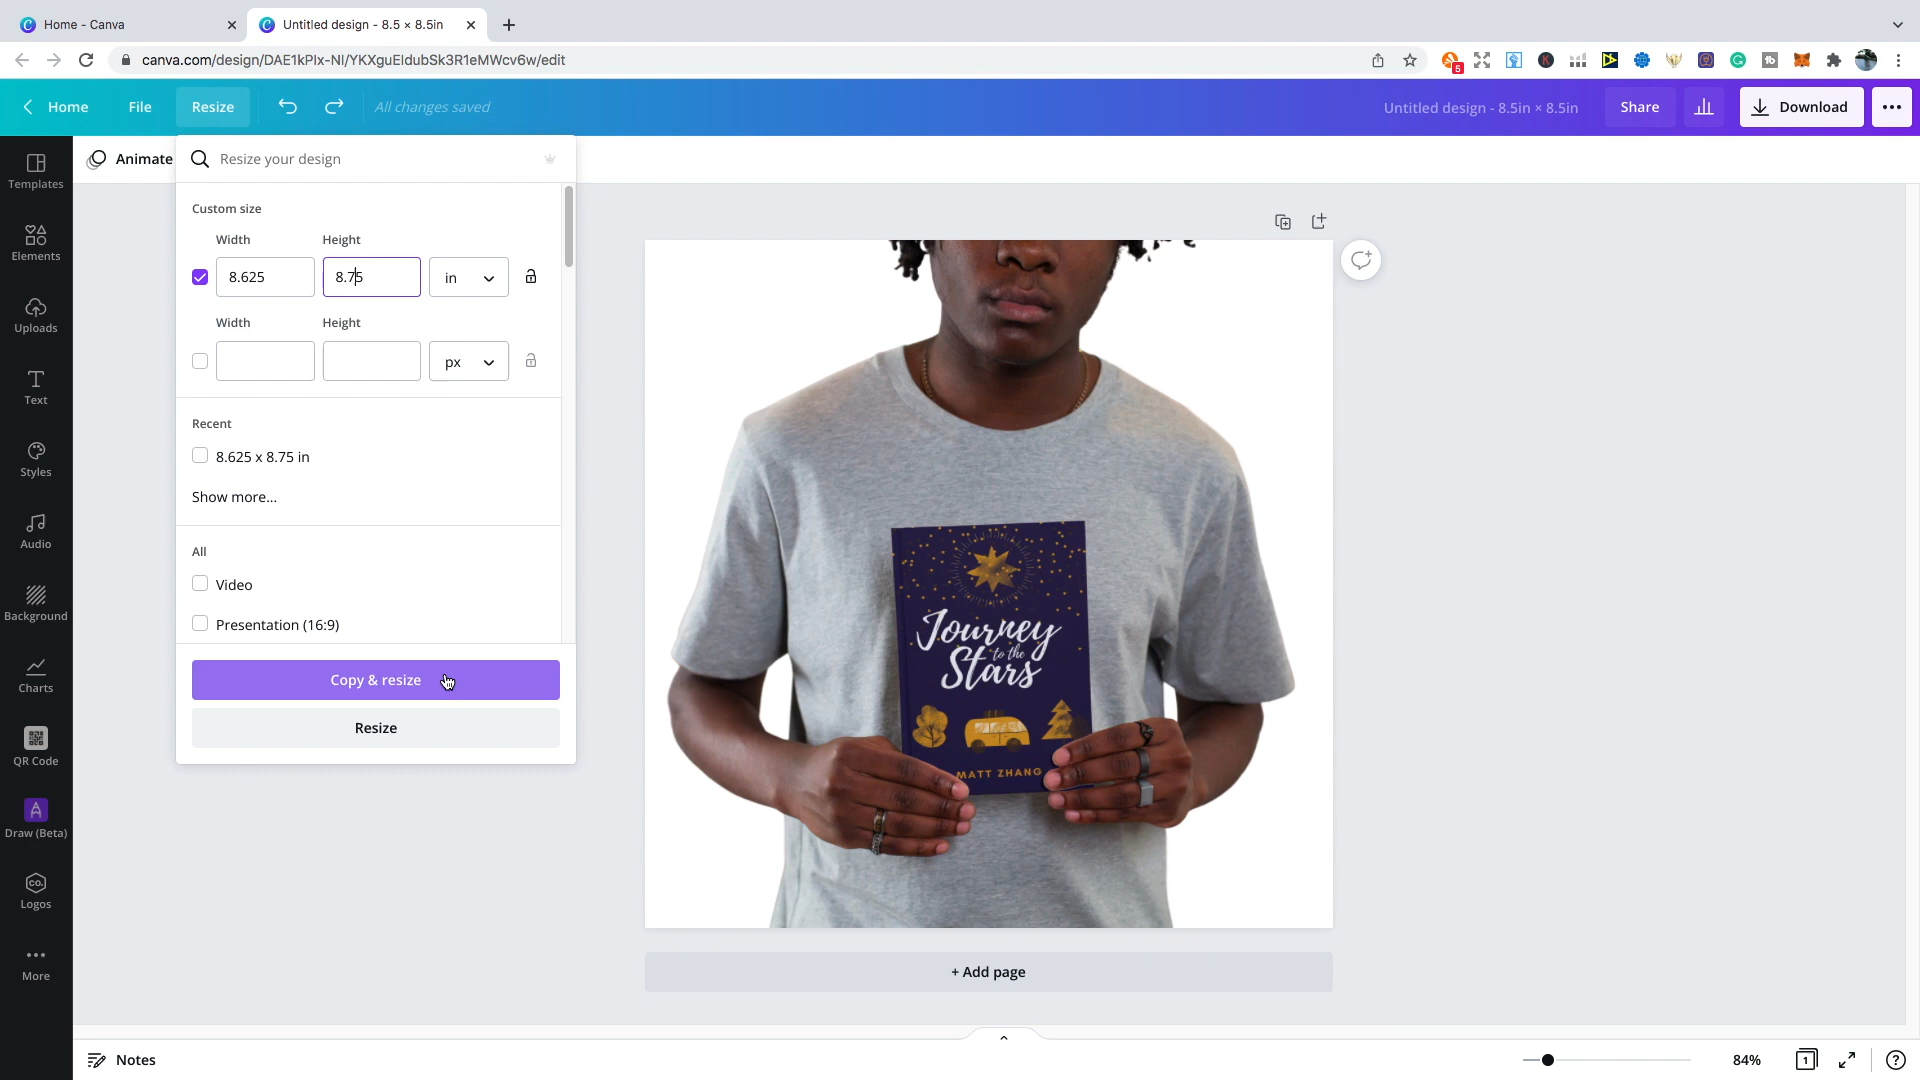 Home - Canva
Untitled design - 8.5 × 8.5in
canva.com/design/DAE1kPIx-NI/YKXguEldubSk3R1eMWcv6w/edit
5
Home
File
Resize
All changes saved
Untitled design - 8.5in × 8.5in
Share
Download
Templates
Elements
Uploads
Text
Styles
Audio
Background
Charts
QR Code
Draw (Beta)
CO.
Logos
More
Animate
Resize your design
Custom size
Width
Height
8.625
8.75
in
Width
Height
px
Recent
8.625 x 8.75 in
Show more...
All
Video
Presentation (16:9)
Copy & resize
Resize
Journey
to the
Stars
MATT ZHANG
+ Add page
Notes
84%
1